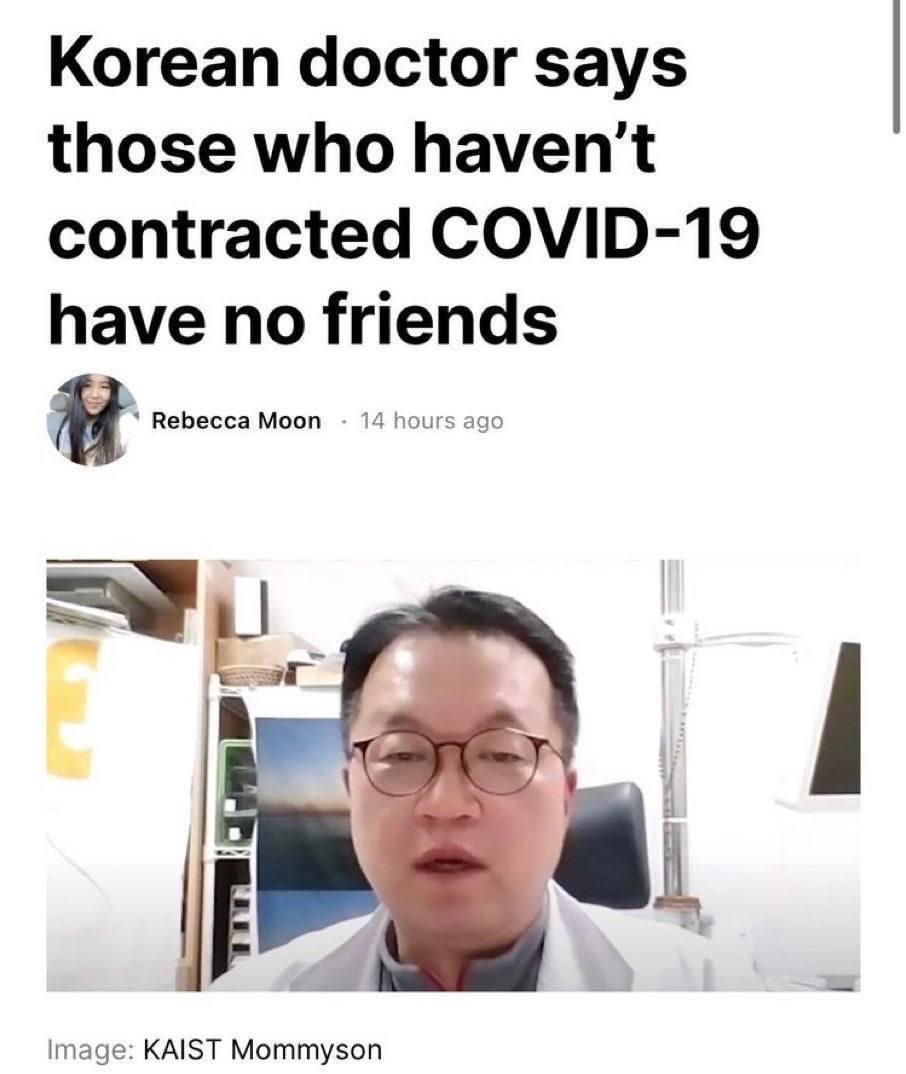 Korean doctor says
those who haven’t
contracted COVID-19
have no friends
Rebecca Moon · 14 hours ago
Image: KAIST Mommyson